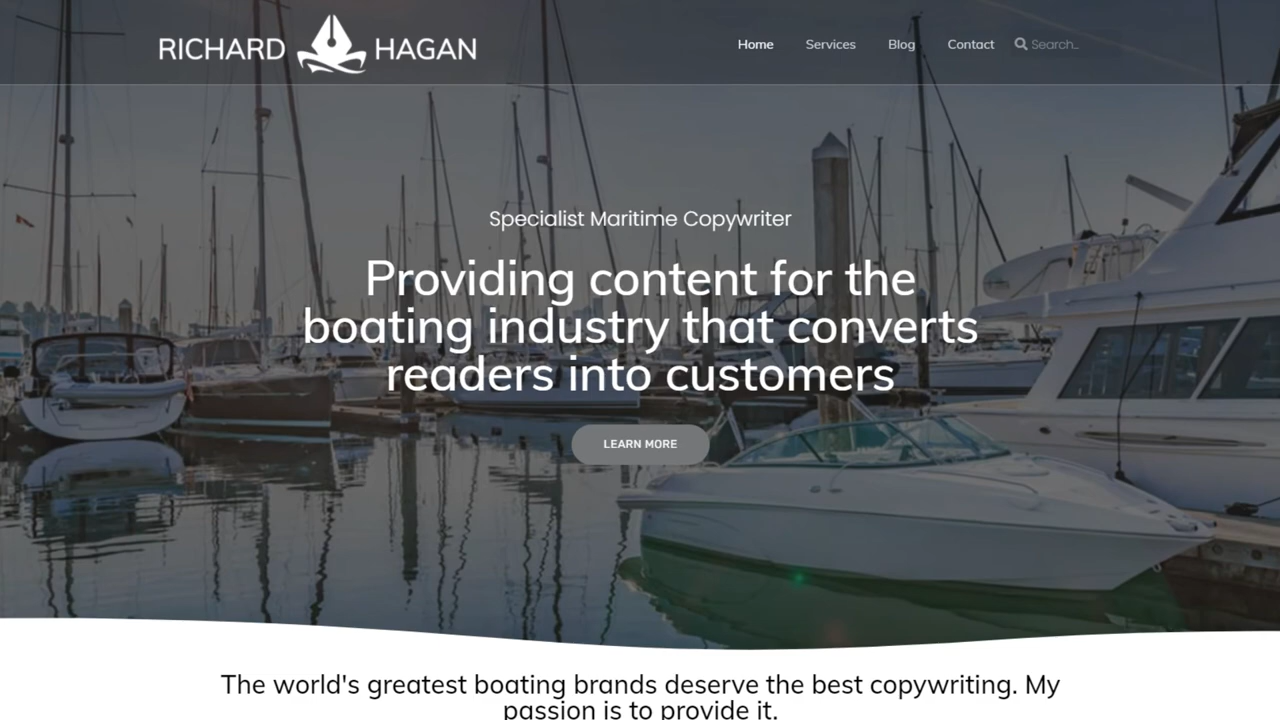 RICHARD HAGAN
Home
Services
Blog
Contact
Search...
Specialist Maritime Copywriter
Providing content for the
boating industry that converts
readers into customers
LEARN MORE
The world's greatest boating brands deserve the best copywriting. My
passion is to provide it.